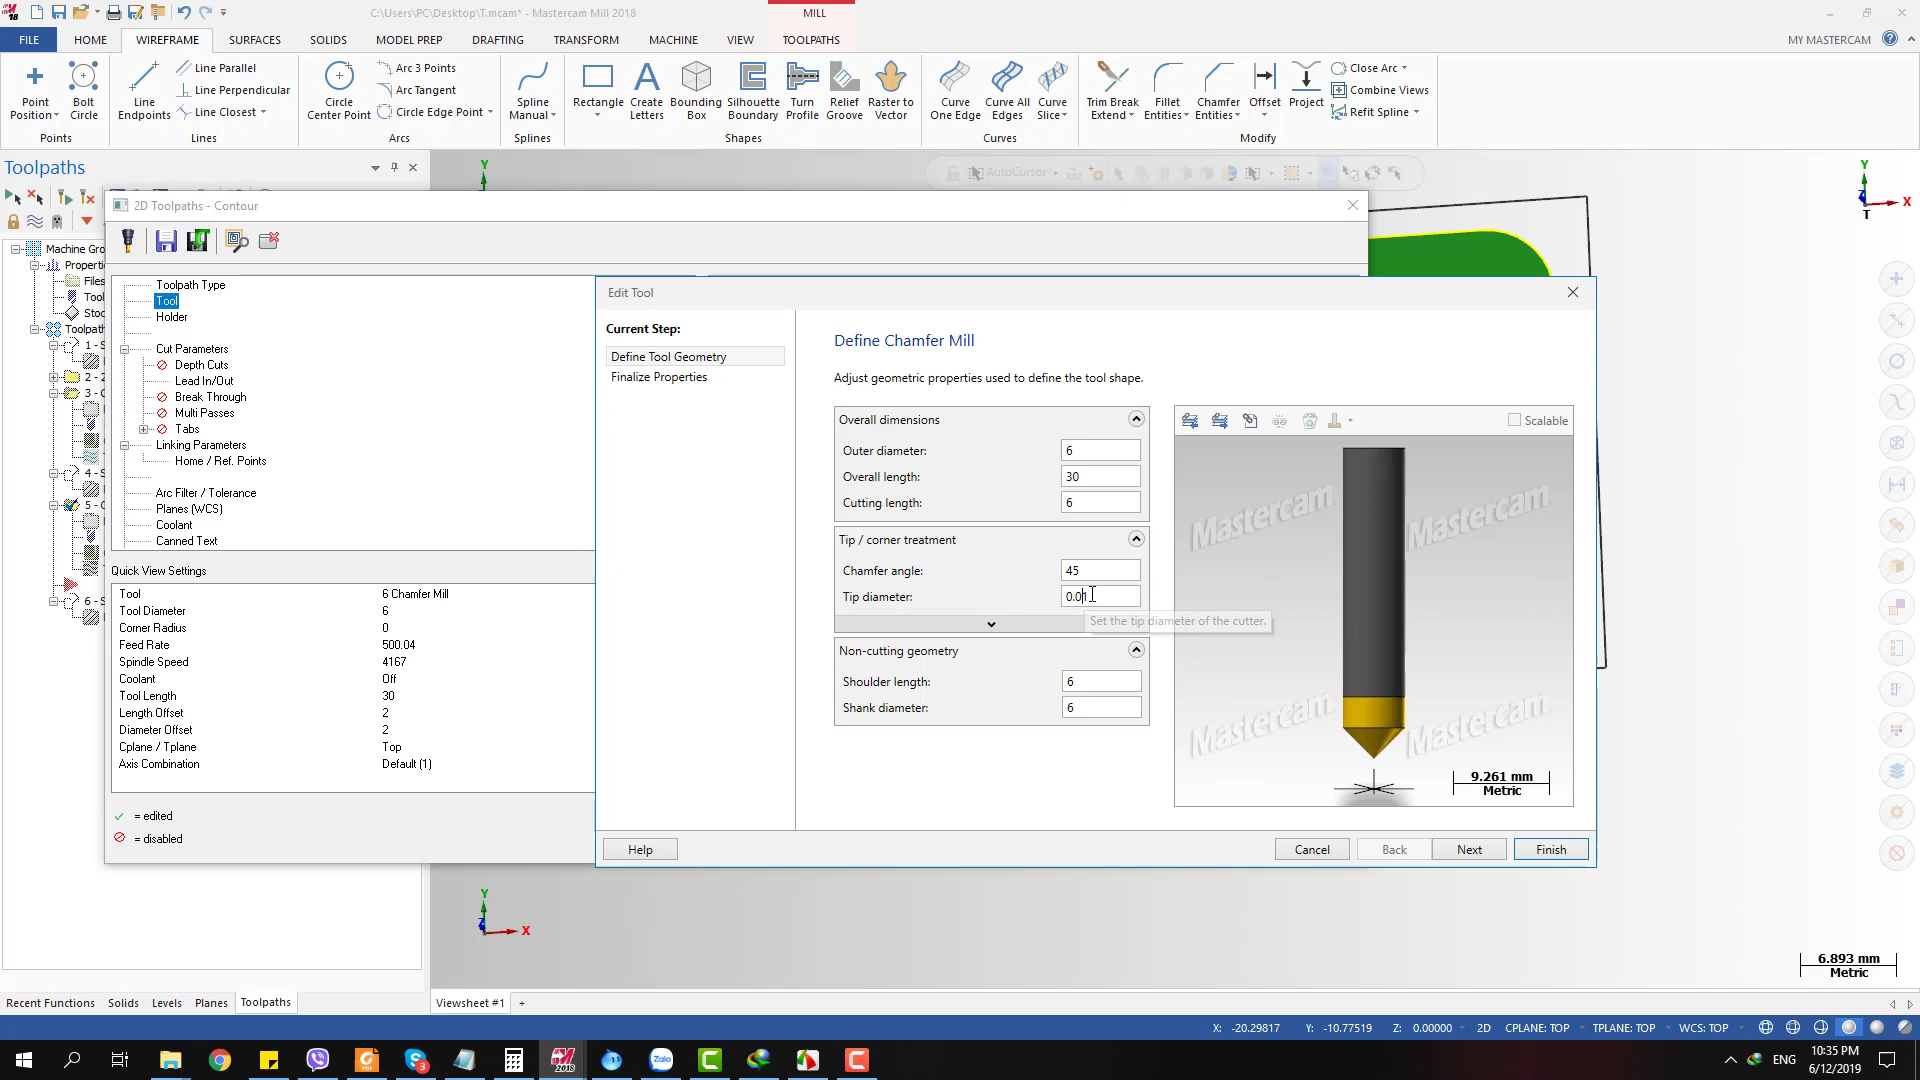 C:\Users\PC\Desktop\T.mcam* - Mastercam Mill 2018
MILL
FILE
HOME
WIREFRAME
SURFACES
SOLIDS
MODEL PREP
DRAFTING
TRANSFORM
MACHINE
VIEW
TOOLPATHS
MY MASTERCAM
Point Position
Bolt Circle
Points
Line Endpoints
Line Parallel
Line Perpendicular
Line Closest
Lines
Circle Center Point
Arc 3 Points
Arc Tangent
Circle Edge Point
Arcs
Spline Manual
Splines
Rectangle
Create Letters
Bounding Box
Silhouette Boundary
Turn Profile
Relief Groove
Raster to Vector
Shapes
Curve One Edge
Curve All Edges
Curve Slice
Curves
Trim Break Extend
Fillet Entities
Chamfer Entities
Offset
Project
Close Arc
Combine Views
Refit Spline
Modify
Toolpaths
AutoCursor
Y
Y
X
Z
T
Machine Gro
Properti
Files
Tool
Stoc
Toolpath
1 - S
2 - 2
3 - C
4 - S
5 - C
6 - S
2D Toolpaths - Contour
Toolpath Type
Tool
Holder
Cut Parameters
Depth Cuts
Lead In/Out
Break Through
Multi Passes
Tabs
Linking Parameters
Home / Ref. Points
Arc Filter / Tolerance
Planes (WCS)
Coolant
Canned Text
Quick View Settings
Tool 6 Chamfer Mill
Tool Diameter 6
Corner Radius 0
Feed Rate 500.04
Spindle Speed 4167
Coolant Off
Tool Length 30
Length Offset 2
Diameter Offset 2
Cplane / Tplane Top
Axis Combination Default (1)
= edited
= disabled
Edit Tool
Current Step:
Define Tool Geometry
Finalize Properties
Define Chamfer Mill
Adjust geometric properties used to define the tool shape.
Overall dimensions
Outer diameter: 6
Overall length: 30
Cutting length: 6
Tip / corner treatment
Chamfer angle: 45
Tip diameter: 0.01
Set the tip diameter of the cutter.
Non-cutting geometry
Shoulder length: 6
Shank diameter: 6
Scalable
Mastercam
Mastercam
Mastercam
Mastercam
9.261 mm
Metric
Help
Cancel
Back
Next
Finish
Y
Z
X
6.893 mm
Metric
Recent Functions
Solids
Levels
Planes
Toolpaths
Viewsheet #1
+
X: -20.29817
Y: -10.77519
Z: 0.00000
2D
CPLANE: TOP
TPLANE: TOP
WCS: TOP
2018
3
Zalo
ENG
10:35 PM
6/12/2019